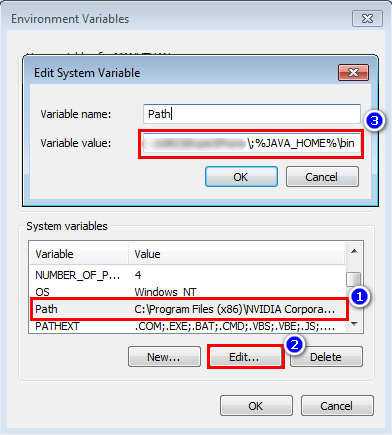 Environment Variables
Edit System Variable
Variable name:
Path
3
Variable value:
\;%JAVA_HOME%\bin
OK
Cancel
System variables
Variable
Value
NUMBER_OF_P...
4
OS
Windows_NT
1
Path
C:\Program Files (x86)\NVIDIA Corpora...
PATHEXT
.COM;.EXE;.BAT;.CMD;.VBS;.VBE;.JS;....
2
New...
Edit...
Delete
OK
Cancel